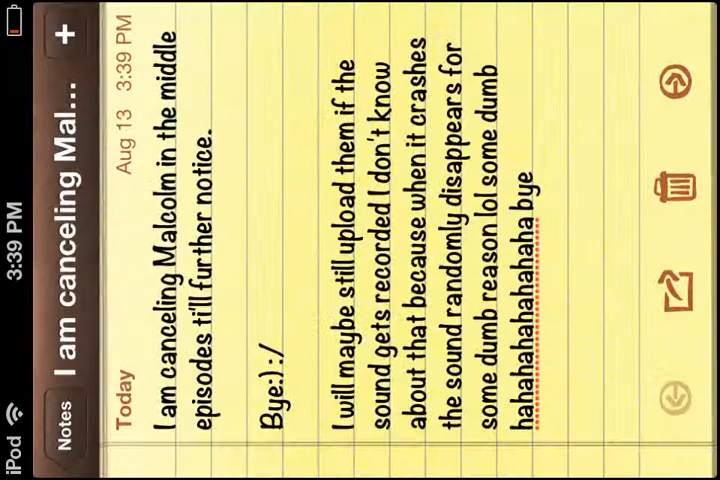 iPod 3:39 PM
Notes I am canceling Mal... +
Today Aug 13 3:39 PM
I am canceling Malcolm in the middle
episodes till further notice.
Bye:):/
I will maybe still upload them if the
sound gets recorded I don't know
about that because when it crashes
the sound randomly disappears for
some dumb reason lol some dumb
hahahahahahahahaha bye